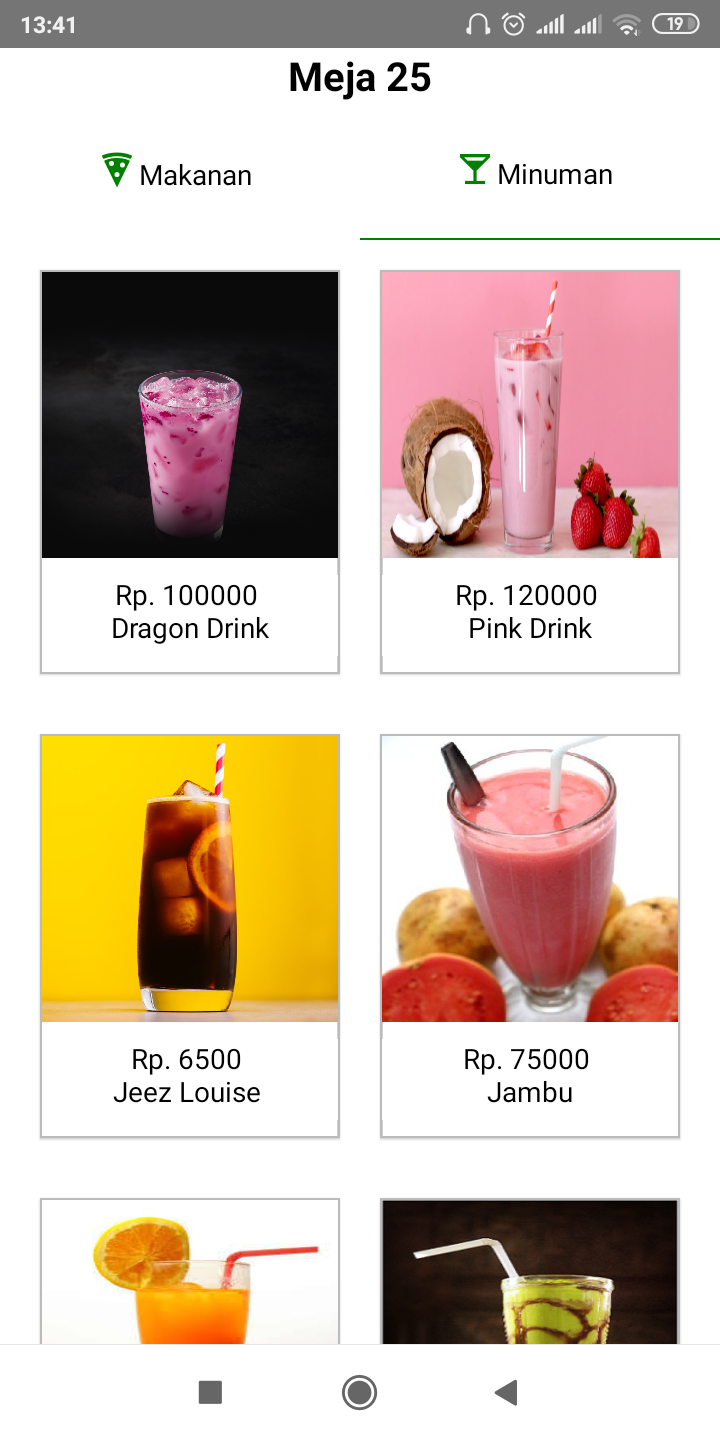 13:41
19
Meja 25
Makanan
Minuman
Rp. 100000
Dragon Drink
Rp. 120000
Pink Drink
Rp. 6500
Jeez Louise
Rp. 75000
Jambu